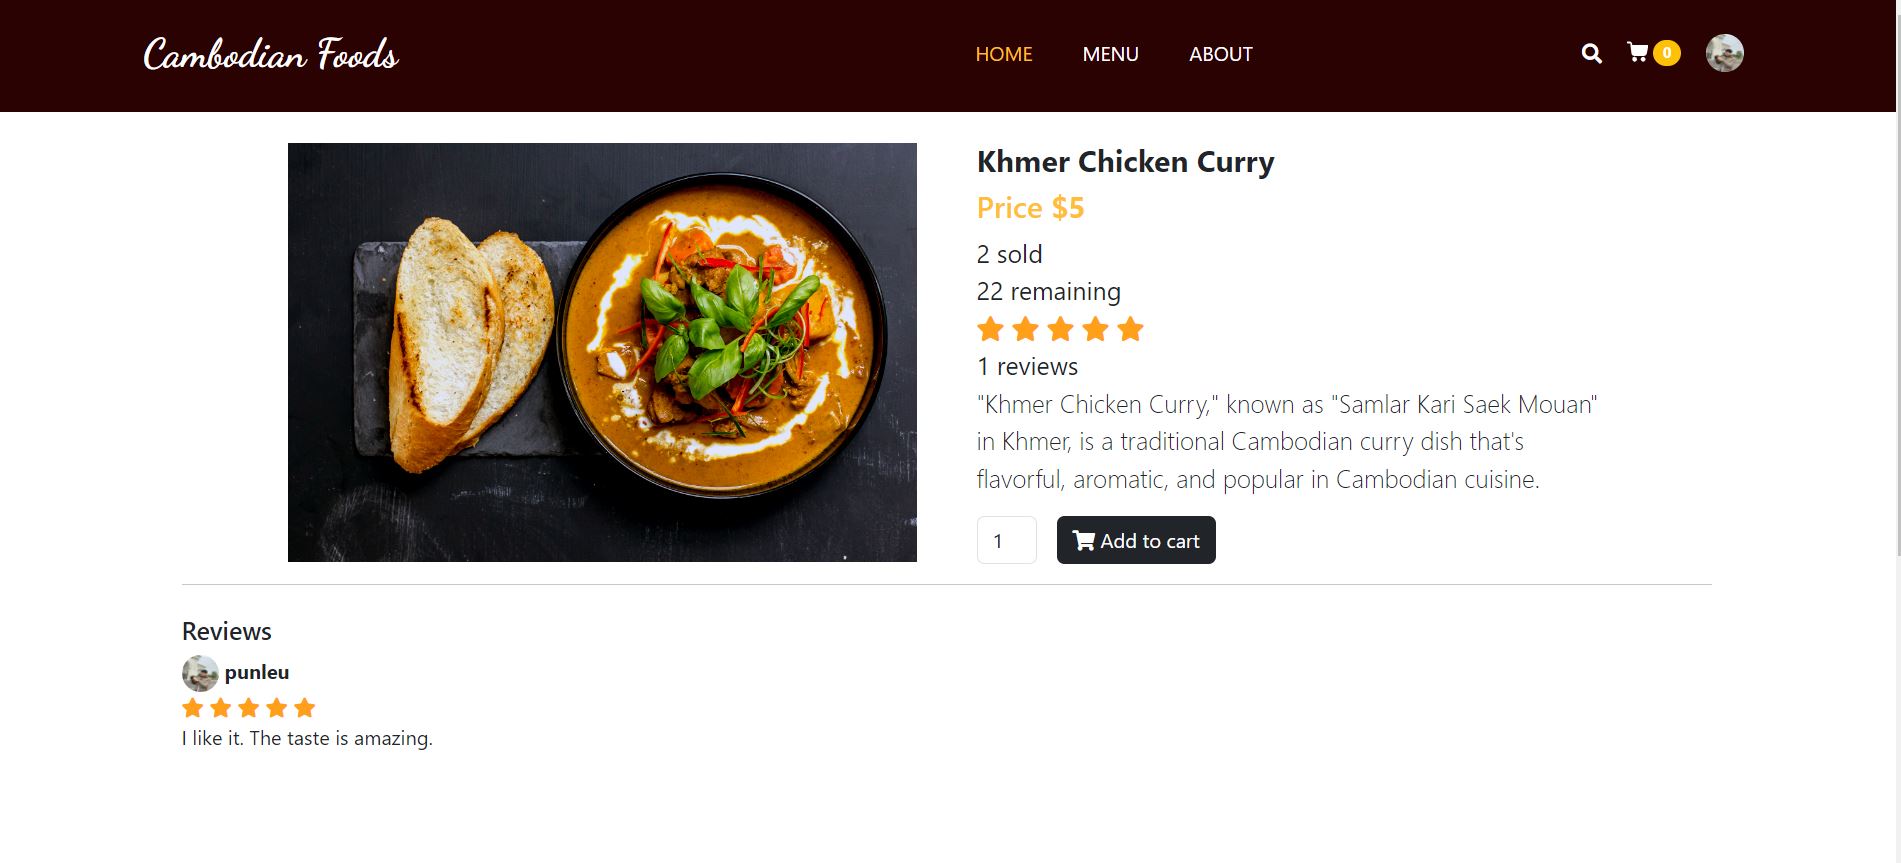 Cambodian Foods
HOME
MENU
ABOUT
0
Khmer Chicken Curry
Price $5
2 sold
22 remaining
1 reviews
"Khmer Chicken Curry," known as "Samlar Kari Saek Mouan"
in Khmer, is a traditional Cambodian curry dish that's
flavorful, aromatic, and popular in Cambodian cuisine.
1
Add to cart
Reviews
punleu
I like it. The taste is amazing.